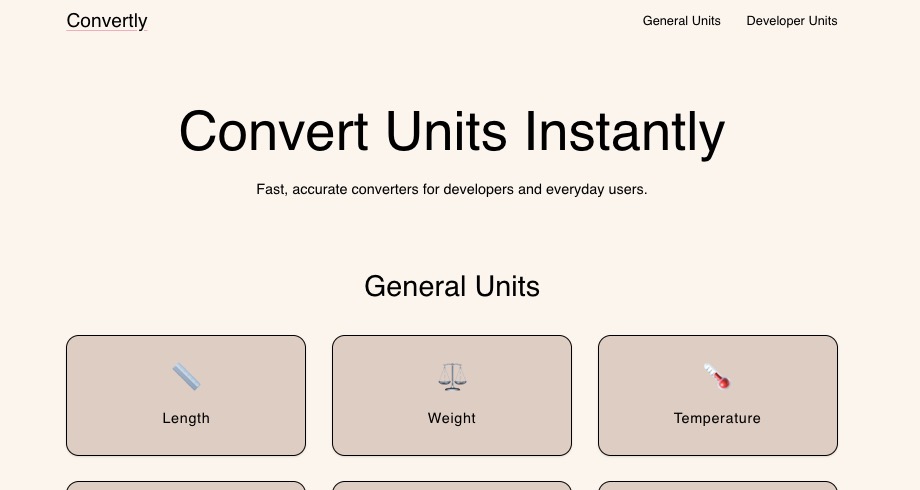 Convertly
General Units
Developer Units
Convert Units Instantly
Fast, accurate converters for developers and everyday users.
General Units
Length
Weight
Temperature